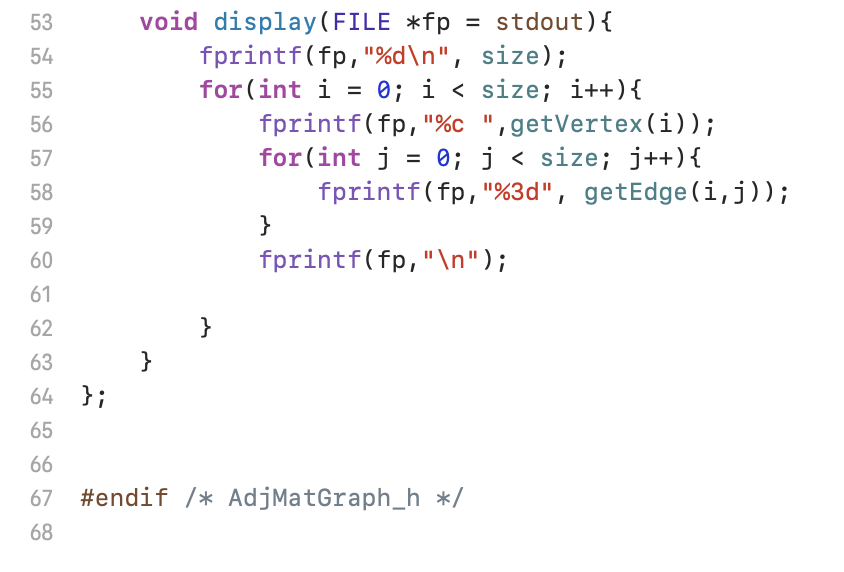 53     void display(FILE *fp = stdout){
54         fprintf(fp,"%d\n", size);
55         for(int i = 0; i < size; i++){
56             fprintf(fp,"%c ",getVertex(i));
57             for(int j = 0; j < size; j++){
58                 fprintf(fp,"%3d", getEdge(i,j));
59             }
60             fprintf(fp,"\n");
61
62         }
63     }
64 };
65
66
67 #endif /* AdjMatGraph_h */
68